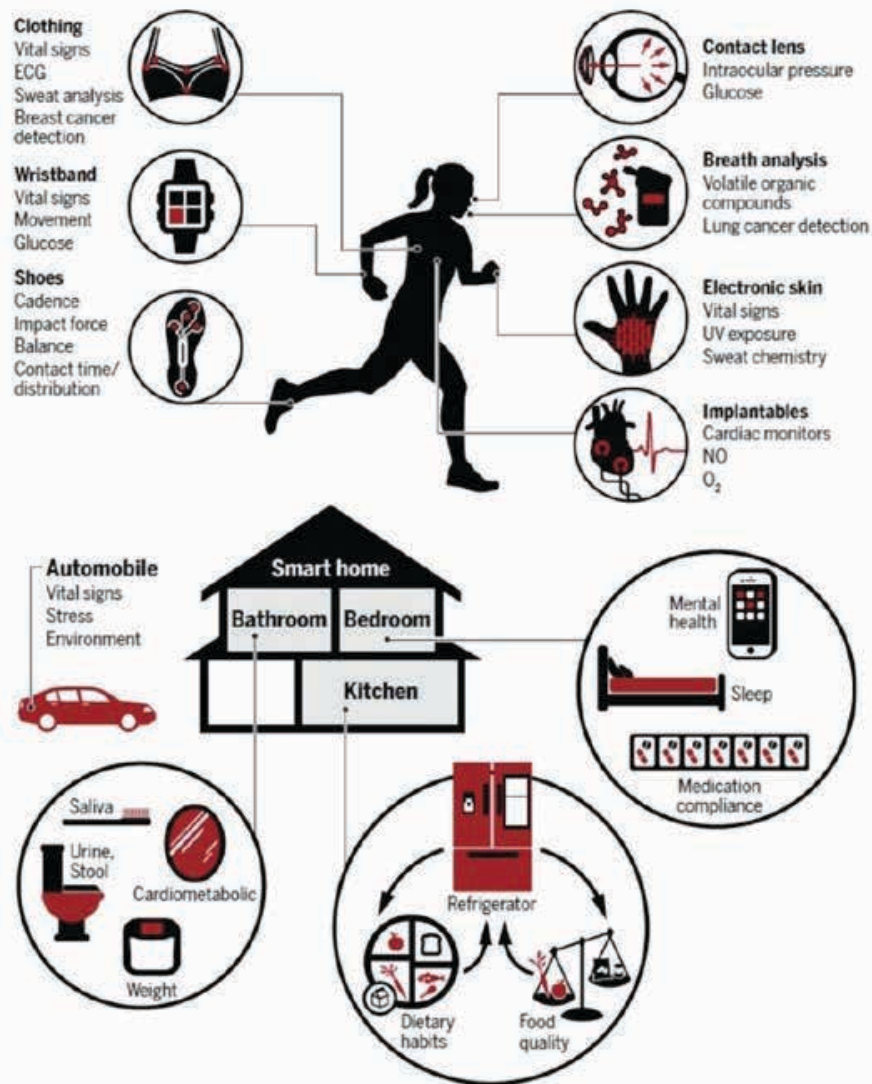 Clothing
Vital signs
ECG
Sweat analysis
Breast cancer
detection
Wristband
Vital signs
Movement
Glucose
Shoes
Cadence
Impact force
Balance
Contact time/
distribution
Contact lens
Intraocular pressure
Glucose
Breath analysis
Volatile organic
compounds
Lung cancer detection
Electronic skin
Vital signs
UV exposure
Sweat chemistry
Implantables
Cardiac monitors
NO
O₂
Automobile
Vital signs
Stress
Environment
Smart home
Bathroom
Bedroom
Kitchen
Mental
health
Sleep
Medication
compliance
Saliva
Urine,
Stool
Cardiometabolic
Weight
Refrigerator
Dietary
habits
Food
quality